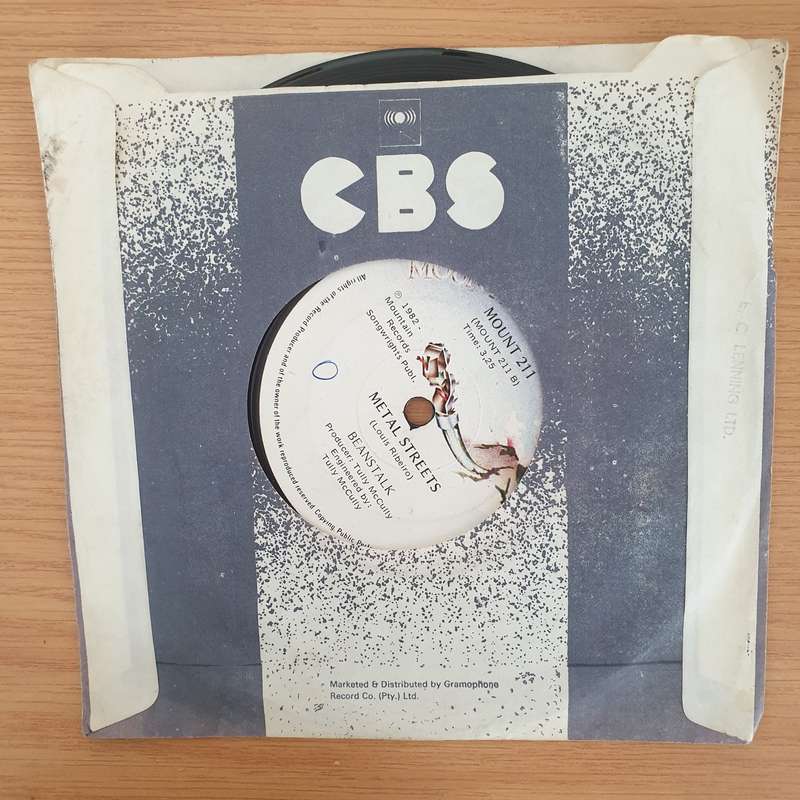 CBS
MOUNT 211
(MOUNT 211 B)
Time: 3,25
℗ 1982
Mountain
Records
Songwrights Publ.
METAL STREETS
(Louis Ribeiro)
BEANSTALK
Producer: Tully McCully
Engineered by:
Tully McCully
All rights of the Record Producer and of the owner of the work reproduced reserved Copying, Public
LENNING LTD.
Marketed & Distributed by Gramophone
Record Co. (Pty.) Ltd.